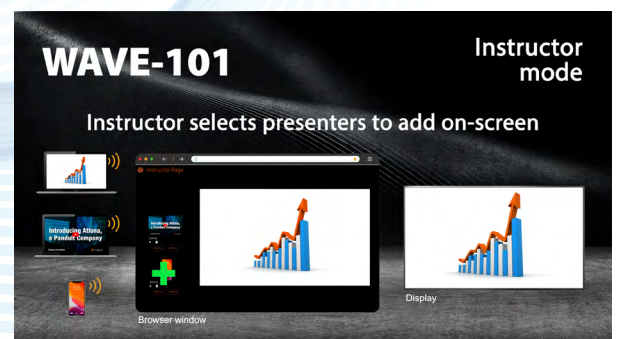 WAVE-101
Instructor
mode
Instructor selects presenters to add on-screen
Instructor Page
Introducing Atlona,
a Panduit Company
Introducing Atlona,
a Panduit Company
Display
Browser window